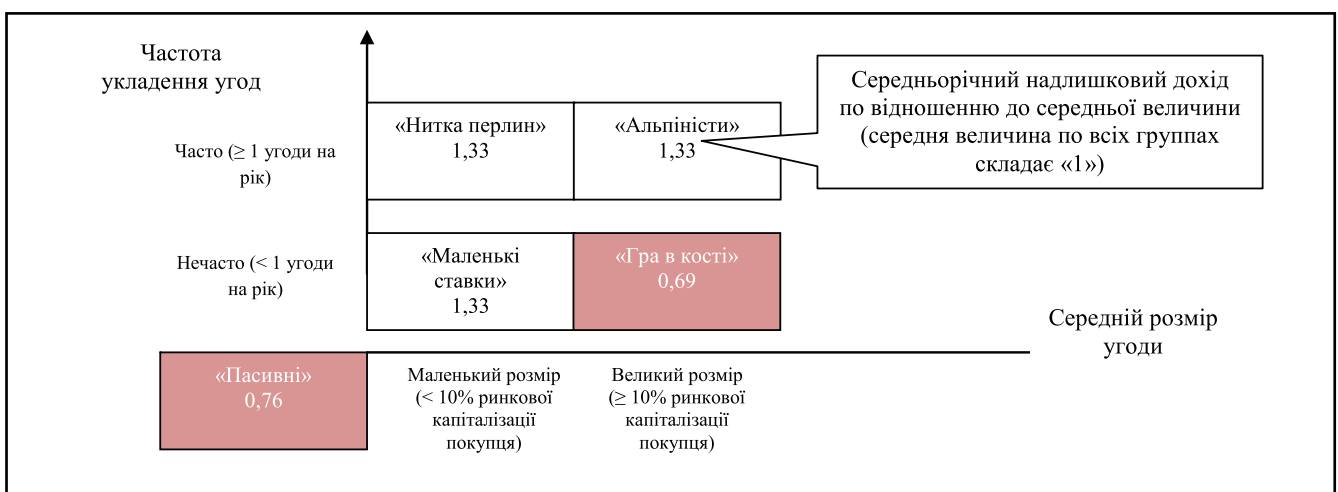 Частота
укладення угод
Середньорічний надлишковий дохід
по відношенню до середньої величини
(середня величина по всіх группах
складає «1»)
Часто (≥ 1 угоди на
рік)
«Нитка перлин»
1,33
«Альпіністи»
1,33
Нечасто (< 1 угоди
на рік)
«Маленькі
ставки»
1,33
«Гра в кості»
0,69
Середній розмір
угоди
«Пасивні»
0,76
Маленький розмір
(< 10% ринкової
капіталізації
покупця)
Великий розмір
(≥ 10% ринкової
капіталізації
покупця)